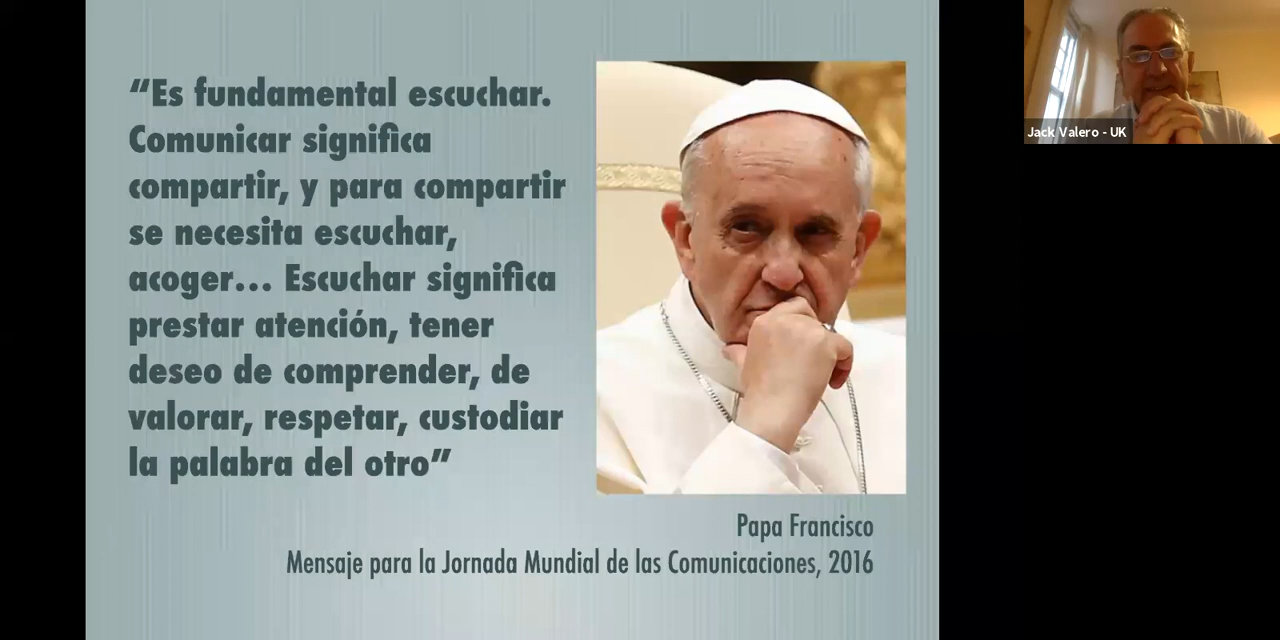 “Es fundamental escuchar.
Comunicar significa
compartir, y para compartir
se necesita escuchar,
acoger... Escuchar significa
prestar atención, tener
deseo de comprender, de
valorar, respetar, custodiar
la palabra del otro”
Papa Francisco
Mensaje para la Jornada Mundial de las Comunicaciones, 2016
Jack Valero - UK